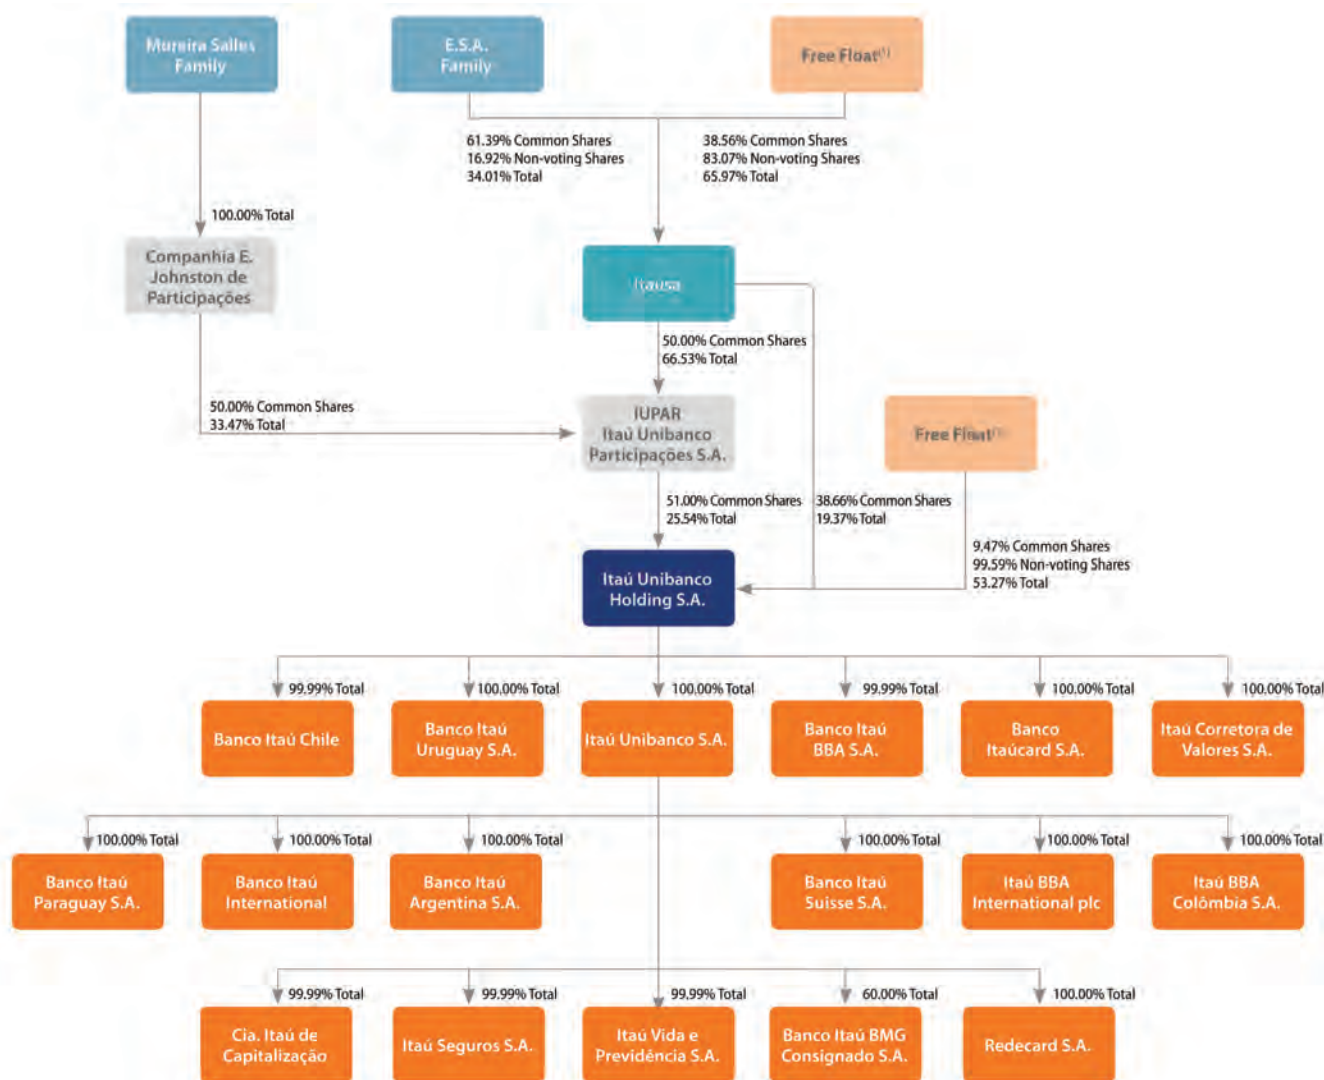 Moreira Salles
Family
E.S.A.
Family
Free Float(1)
61.39% Common Shares
16.92% Non-voting Shares
34.01% Total
38.56% Common Shares
83.07% Non-voting Shares
65.97% Total
100.00% Total
Companhia E.
Johnston de
Participações
Itausa
50.00% Common Shares
66.53% Total
50.00% Common Shares
33.47% Total
IUPAR
Itaú Unibanco
Participações S.A.
Free Float
51.00% Common Shares
25.54% Total
38.66% Common Shares
19.37% Total
9.47% Common Shares
99.59% Non-voting Shares
53.27% Total
Itaú Unibanco
Holding S.A.
99.99% Total
100.00% Total
100.00% Total
99.99% Total
100.00% Total
100.00% Total
Banco Itaú Chile
Banco Itaú
Uruguay S.A.
Itaú Unibanco S.A.
Banco Itaú
BBA S.A.
Banco
Itaúcard S.A.
Itaú Corretora de
Valores S.A.
100.00% Total
100.00% Total
100.00% Total
100.00% Total
100.00% Total
100.00% Total
Banco Itaú
Paraguay S.A.
Banco Itaú
International
Banco Itaú
Argentina S.A.
Banco Itaú
Suisse S.A.
Itaú BBA
International plc
Itaú BBA
Colômbia S.A.
99.99% Total
99.99% Total
99.99% Total
60.00% Total
100.00% Total
Cia. Itaú de
Capitalização
Itaú Seguros S.A.
Itaú Vida e
Previdência S.A.
Banco Itaú BMG
Consignado S.A.
Redecard S.A.